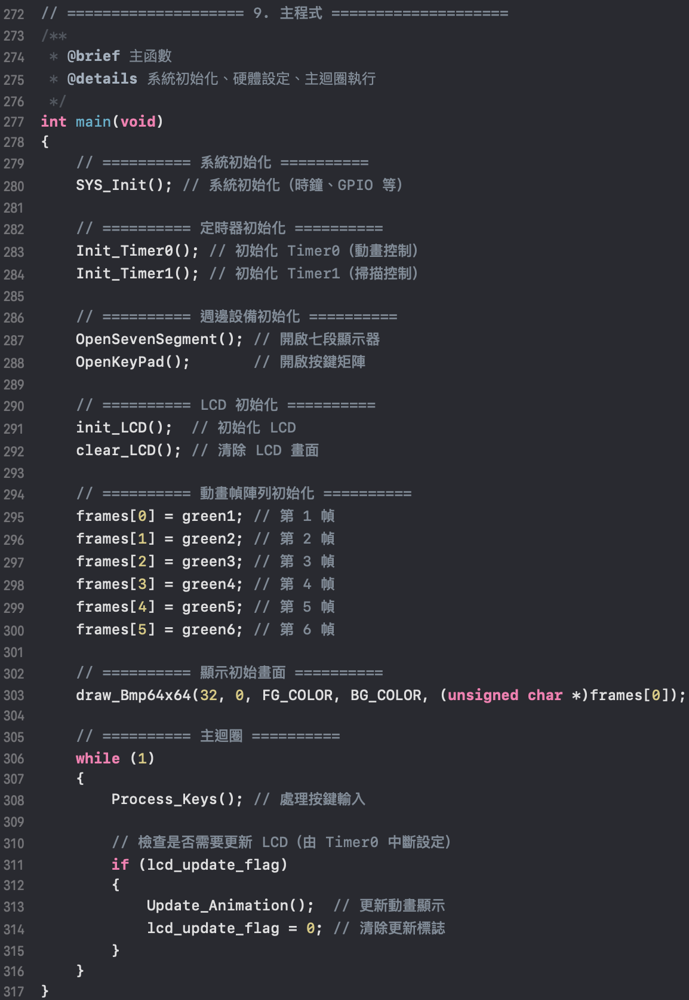 272 // ==================== 9. 主程式 ====================
273 /**
274  * @brief 主函數
275  * @details 系統初始化、硬體設定、主迴圈執行
276  */
277 int main(void)
278 {
279     // ========== 系統初始化 ==========
280     SYS_Init(); // 系統初始化（時鐘、GPIO 等）
281
282     // ========== 定時器初始化 ==========
283     Init_Timer0(); // 初始化 Timer0（動畫控制）
284     Init_Timer1(); // 初始化 Timer1（掃描控制）
285
286     // ========== 週邊設備初始化 ==========
287     OpenSevenSegment(); // 開啟七段顯示器
288     OpenKeyPad();       // 開啟按鍵矩陣
289
290     // ========== LCD 初始化 ==========
291     init_LCD();  // 初始化 LCD
292     clear_LCD(); // 清除 LCD 畫面
293
294     // ========== 動畫幀陣列初始化 ==========
295     frames[0] = green1; // 第 1 幀
296     frames[1] = green2; // 第 2 幀
297     frames[2] = green3; // 第 3 幀
298     frames[3] = green4; // 第 4 幀
299     frames[4] = green5; // 第 5 幀
300     frames[5] = green6; // 第 6 幀
301
302     // ========== 顯示初始畫面 ==========
303     draw_Bmp64x64(32, 0, FG_COLOR, BG_COLOR, (unsigned char *)frames[0]);
304
305     // ========== 主迴圈 ==========
306     while (1)
307     {
308         Process_Keys(); // 處理按鍵輸入
309
310         // 檢查是否需要更新 LCD（由 Timer0 中斷設定）
311         if (lcd_update_flag)
312         {
313             Update_Animation();  // 更新動畫顯示
314             lcd_update_flag = 0; // 清除更新標誌
315         }
316     }
317 }